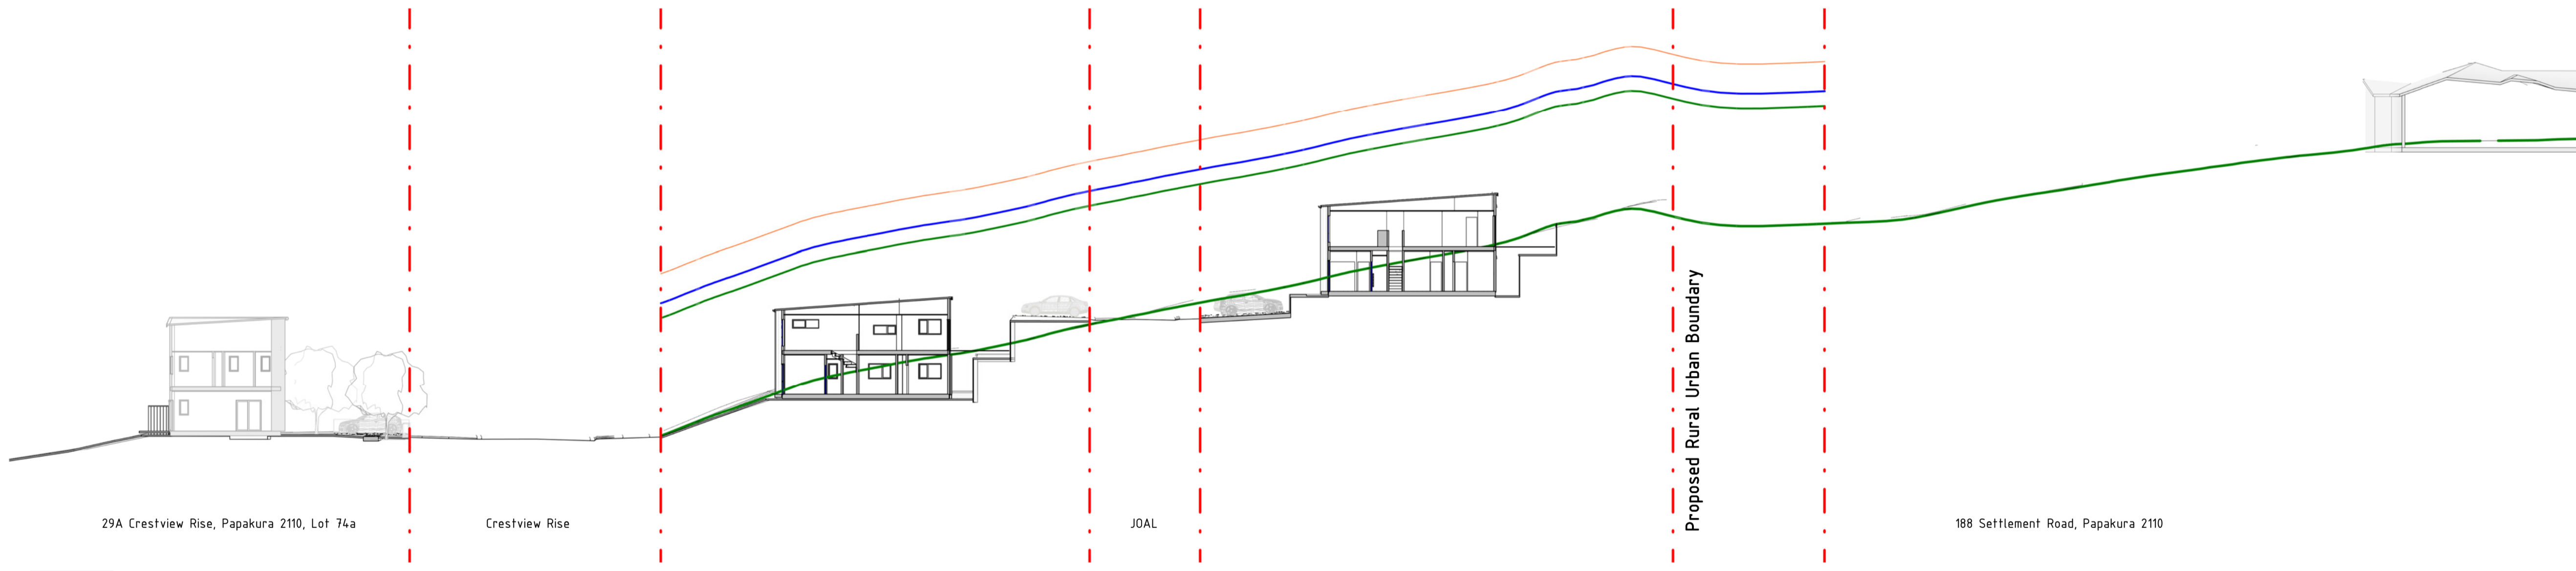 29A Crestview Rise, Papakura 2110, Lot 74a
Crestview Rise
JOAL
Proposed Rural Urban Boundary
188 Settlement Road, Papakura 2110